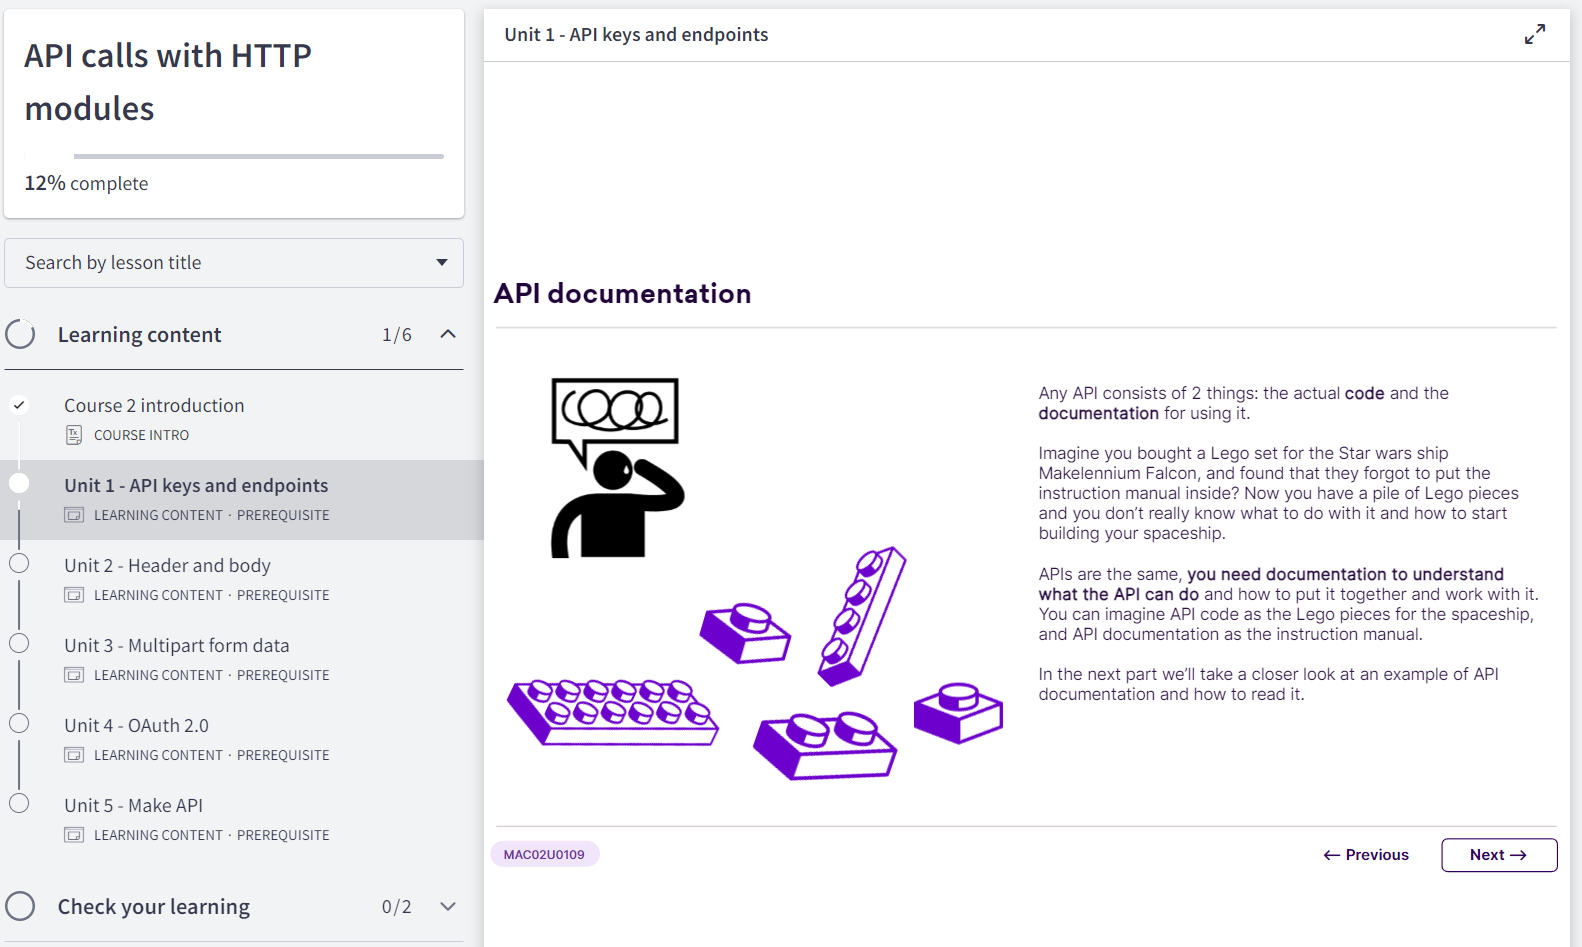 API calls with HTTP
modules
12% complete
Search by lesson title
Learning content 1/6
Course 2 introduction
Tx COURSE INTRO
Unit 1 - API keys and endpoints
LEARNING CONTENT · PREREQUISITE
Unit 2 - Header and body
LEARNING CONTENT · PREREQUISITE
Unit 3 - Multipart form data
LEARNING CONTENT · PREREQUISITE
Unit 4 - OAuth 2.0
LEARNING CONTENT · PREREQUISITE
Unit 5 - Make API
LEARNING CONTENT · PREREQUISITE
Check your learning 0/2
Unit 1 - API keys and endpoints
API documentation
Any API consists of 2 things: the actual code and the
documentation for using it.
Imagine you bought a Lego set for the Star wars ship
Makelennium Falcon, and found that they forgot to put the
instruction manual inside? Now you have a pile of Lego pieces
and you don't really know what to do with it and how to start
building your spaceship.
APIs are the same, you need documentation to understand
what the API can do and how to put it together and work with it.
You can imagine API code as the Lego pieces for the spaceship,
and API documentation as the instruction manual.
In the next part we'll take a closer look at an example of API
documentation and how to read it.
MAC02U0109
← Previous
Next →